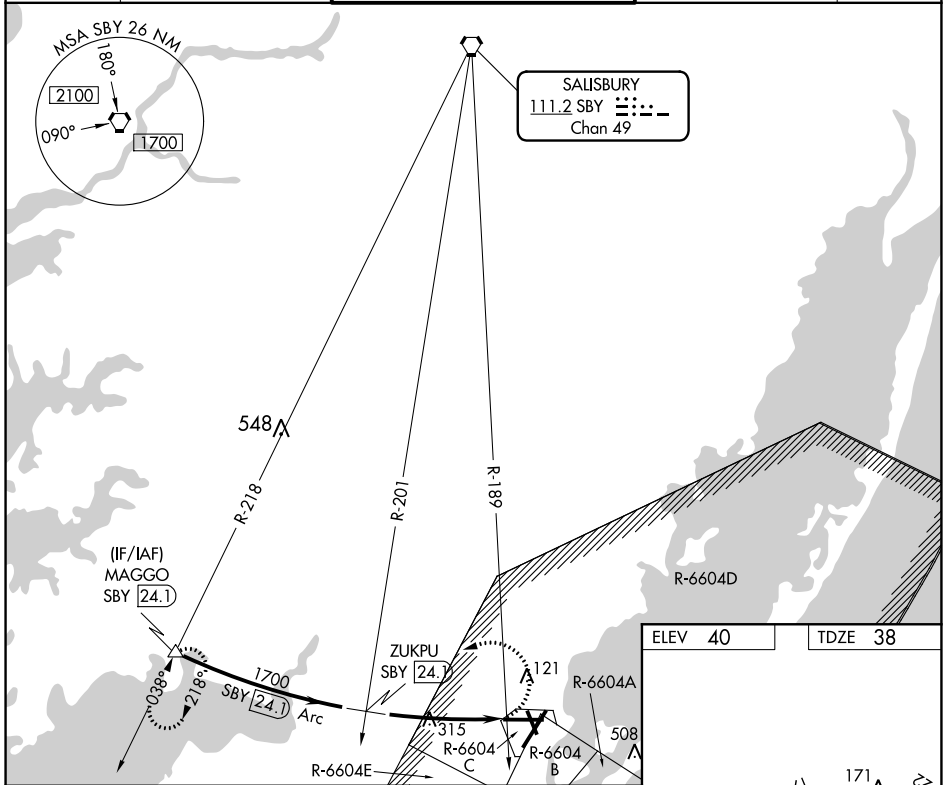 MSA SBY 26 NM
180°
2100
090°
1700
SALISBURY
111.2 SBY
Chan 49
548
R-218
R-201
R-189
(IF/IAF)
MAGGO
SBY 24.1
R-6604D
ELEV 40
TDZE 38
ZUKPU
SBY 24.1
121
R-6604A
1700
SBY 24.1 Arc
038°
218°
315
R-6604
C
R-6604
B
508
R-6604E
171